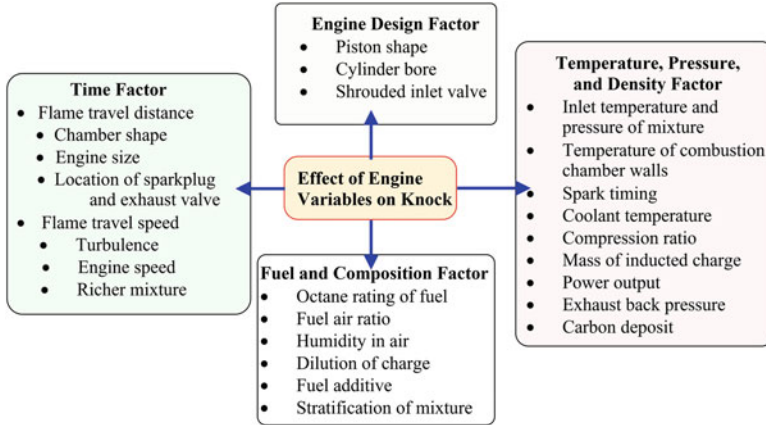 Engine Design Factor
• Piston shape
• Cylinder bore
• Shrouded inlet valve
Time Factor
• Flame travel distance
• Chamber shape
• Engine size
• Location of sparkplug
and exhaust valve
• Flame travel speed
• Turbulence
• Engine speed
• Richer mixture
Effect of Engine
Variables on Knock
Temperature, Pressure,
and Density Factor
• Inlet temperature and
pressure of mixture
• Temperature of combustion
chamber walls
• Spark timing
• Coolant temperature
• Compression ratio
• Mass of inducted charge
• Power output
• Exhaust back pressure
• Carbon deposit
Fuel and Composition Factor
• Octane rating of fuel
• Fuel air ratio
• Humidity in air
• Dilution of charge
• Fuel additive
• Stratification of mixture